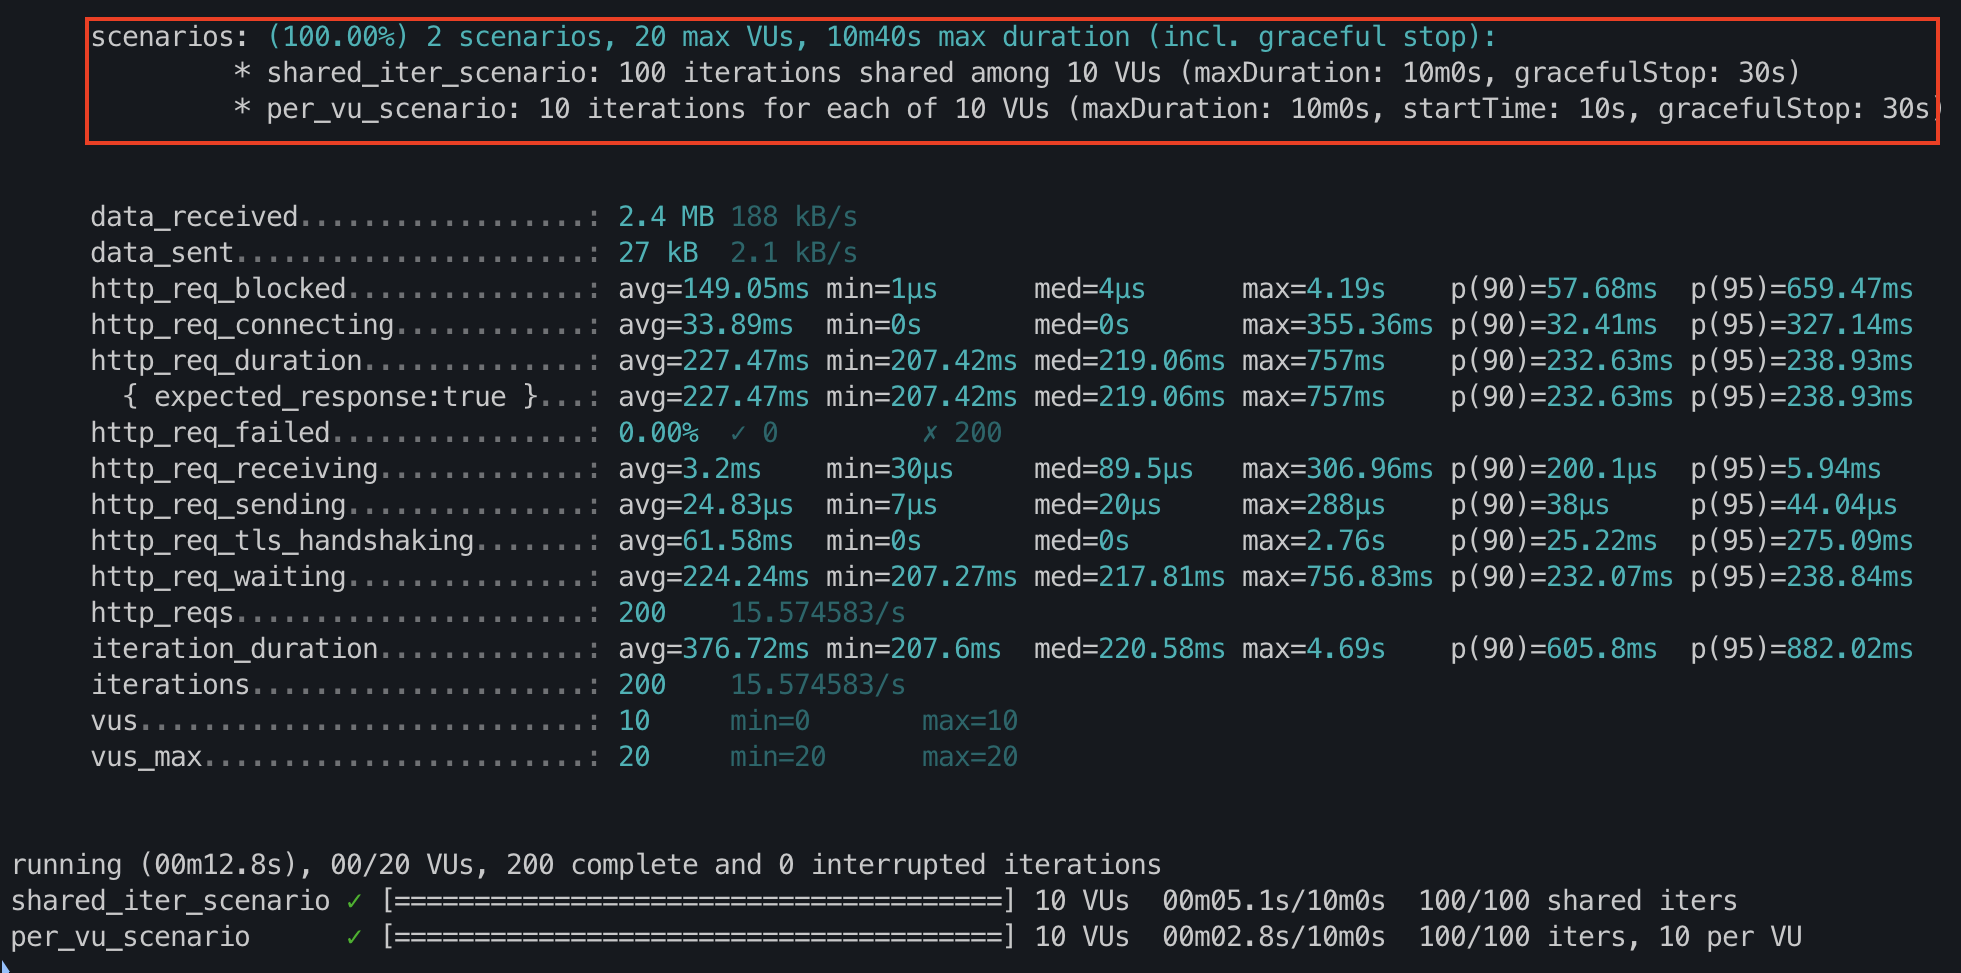 scenarios: (100.00%) 2 scenarios, 20 max VUs, 10m40s max duration (incl. graceful stop):
* shared_iter_scenario: 100 iterations shared among 10 VUs (maxDuration: 10m0s, gracefulStop: 30s)
* per_vu_scenario: 10 iterations for each of 10 VUs (maxDuration: 10m0s, startTime: 10s, gracefulStop: 30s)
data_received..................: 2.4 MB 188 kB/s
data_sent......................: 27 kB  2.1 kB/s
http_req_blocked...............: avg=149.05ms min=1µs      med=4µs      max=4.19s    p(90)=57.68ms  p(95)=659.47ms
http_req_connecting............: avg=33.89ms  min=0s       med=0s       max=355.36ms p(90)=32.41ms  p(95)=327.14ms
http_req_duration..............: avg=227.47ms min=207.42ms med=219.06ms max=757ms    p(90)=232.63ms p(95)=238.93ms
{ expected_response:true }...: avg=227.47ms min=207.42ms med=219.06ms max=757ms    p(90)=232.63ms p(95)=238.93ms
http_req_failed................: 0.00%  ✓ 0         ✗ 200
http_req_receiving.............: avg=3.2ms    min=30µs     med=89.5µs   max=306.96ms p(90)=200.1µs  p(95)=5.94ms
http_req_sending...............: avg=24.83µs  min=7µs      med=20µs     max=288µs    p(90)=38µs     p(95)=44.04µs
http_req_tls_handshaking.......: avg=61.58ms  min=0s       med=0s       max=2.76s    p(90)=25.22ms  p(95)=275.09ms
http_req_waiting...............: avg=224.24ms min=207.27ms med=217.81ms max=756.83ms p(90)=232.07ms p(95)=238.84ms
http_reqs......................: 200    15.574583/s
iteration_duration.............: avg=376.72ms min=207.6ms  med=220.58ms max=4.69s    p(90)=605.8ms  p(95)=882.02ms
iterations.....................: 200    15.574583/s
vus............................: 10     min=0       max=10
vus_max........................: 20     min=20      max=20
running (00m12.8s), 00/20 VUs, 200 complete and 0 interrupted iterations
shared_iter_scenario ✓ [======================================] 10 VUs  00m05.1s/10m0s  100/100 shared iters
per_vu_scenario      ✓ [======================================] 10 VUs  00m02.8s/10m0s  100/100 iters, 10 per VU